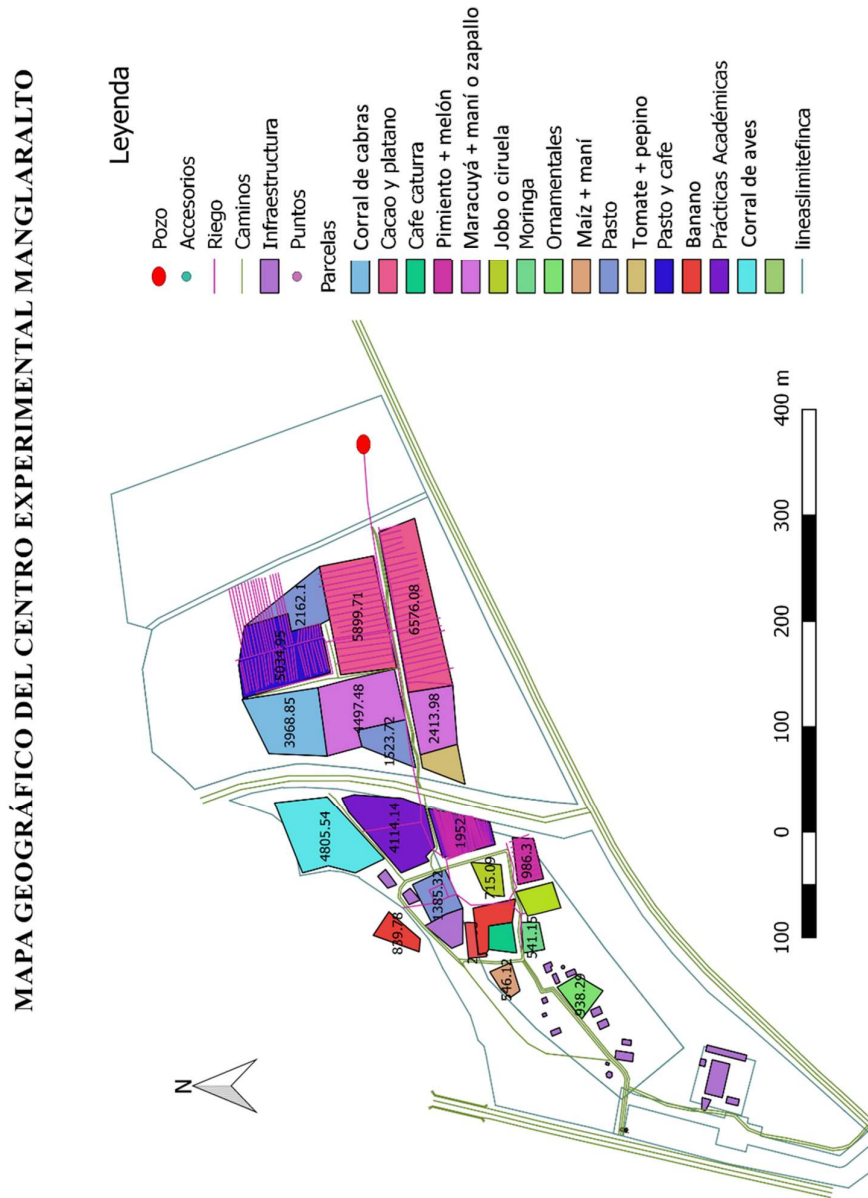 MAPA GEOGRÁFICO DEL CENTRO EXPERIMENTAL MANGLARALTO
Leyenda
Pozo
Accesorios
Riego
Caminos
Infraestructura
Puntos
Parcelas
Corral de cabras
Cacao y platano
Cafe caturra
Pimiento + melón
Maracuyá + maní o zapallo
Jobo o ciruela
Moringa
Ornamentales
Maíz + maní
Pasto
Tomate + pepino
Pasto y cafe
Banano
Prácticas Académicas
Corral de aves
lineaslimitefinca
N
5034.95
2162.1
3968.85
5899.71
4497.48
1523.72
6576.08
2413.98
4805.54
4114.14
1952
1385.32
715.09
986.3
839.78
541.15
546.12
938.29
100 0 100 200 300 400 m